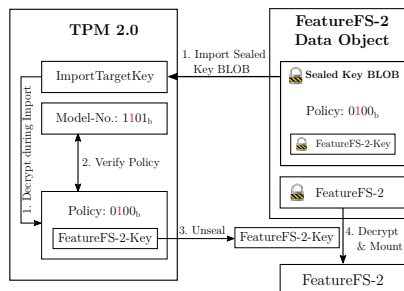 TPM 2.0
ImportTargetKey
Model-No.: 1101b
1. Decrypt during Import
2. Verify Policy
Policy: 0100b
FeatureFS-2-Key
1. Import Sealed
Key BLOB
3. Unseal
FeatureFS-2
Data Object
Sealed Key BLOB
Policy: 0100b
FeatureFS-2-Key
FeatureFS-2
FeatureFS-2-Key
4. Decrypt
& Mount
FeatureFS-2